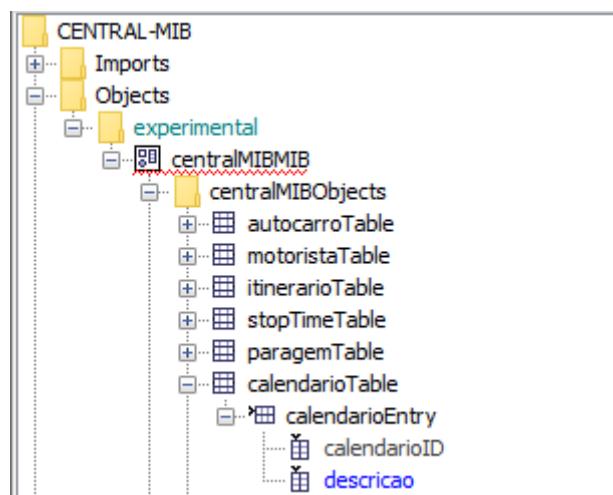 CENTRAL-MIB
Imports
Objects
experimental
centralMIBMIB
centralMIBObjects
autocarroTable
motoristaTable
itinerarioTable
stopTimeTable
paragemTable
calendarioTable
calendarioEntry
calendarioID
descricao